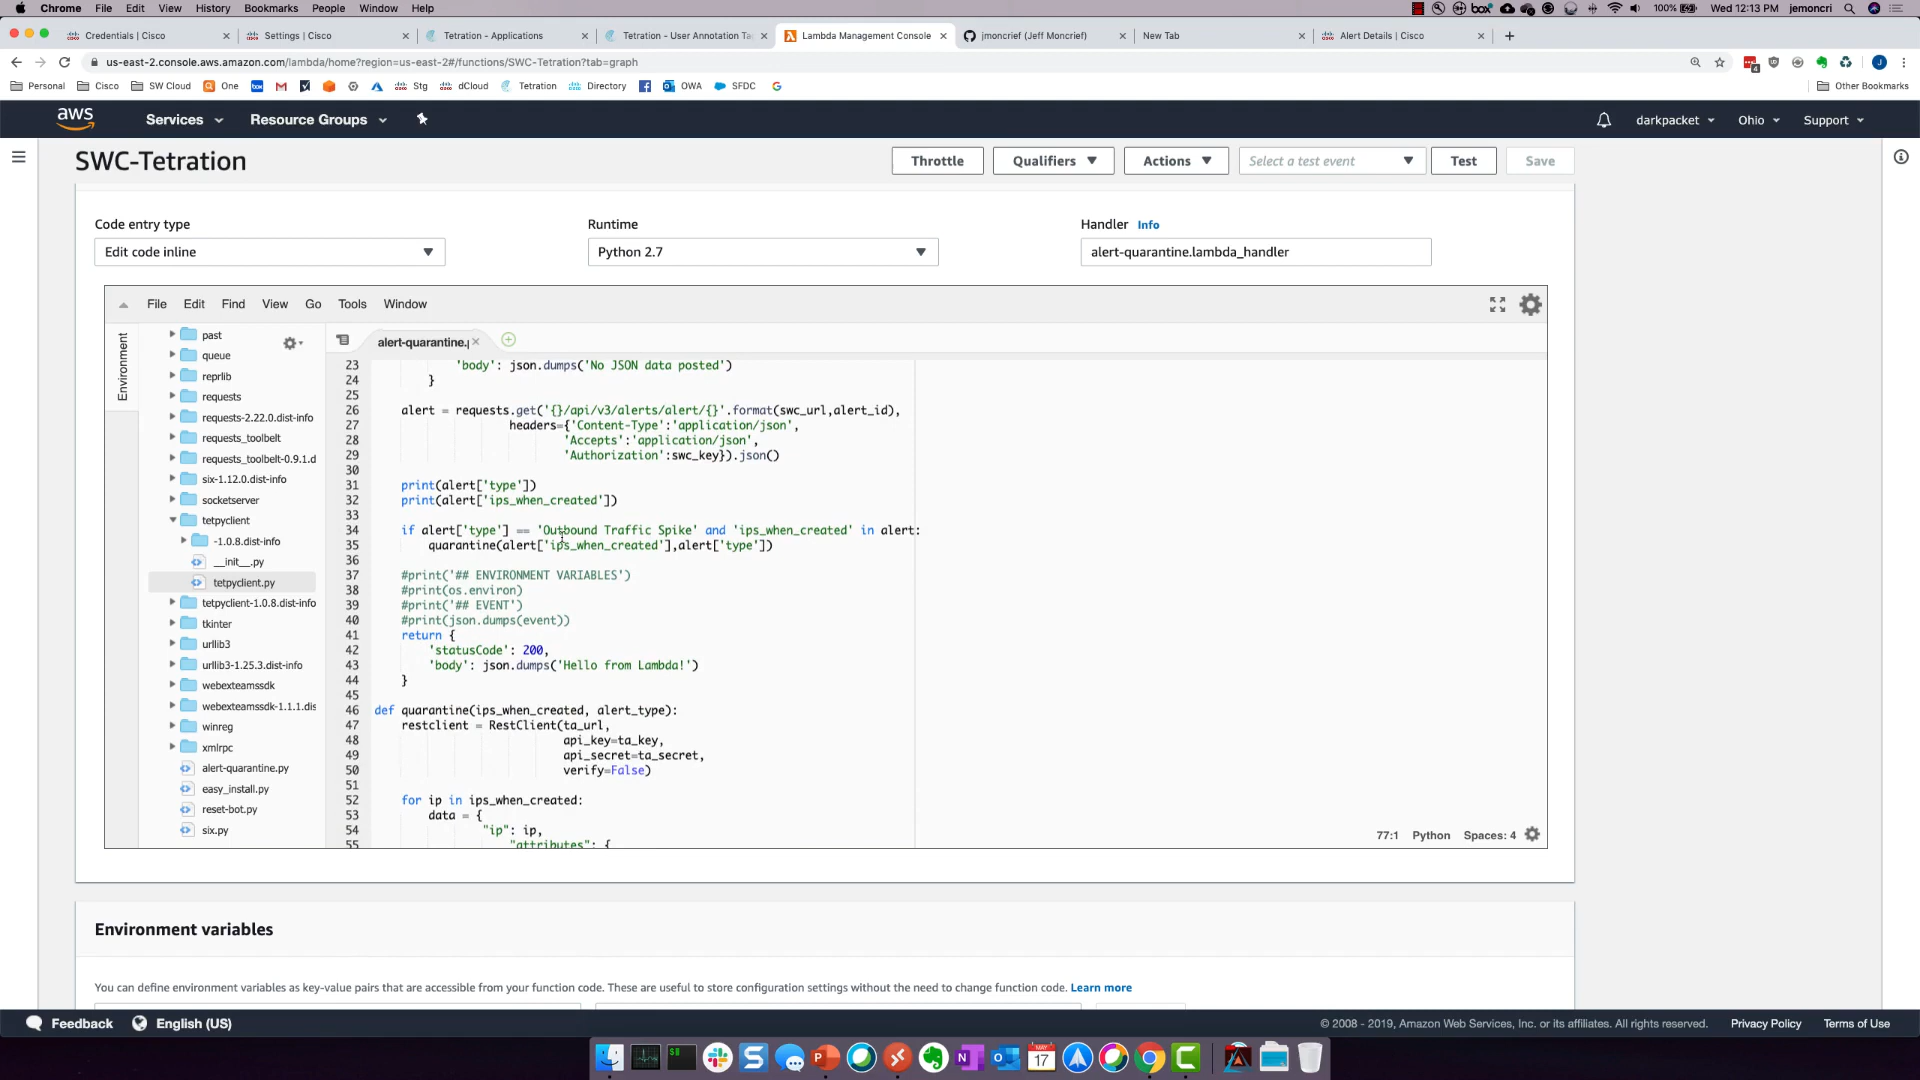 Chrome File Edit View History Bookmarks People Window Help
100% Wed 12:13 PM jemoncri
Credentials | Cisco
Settings | Cisco
Tetration - Applications
Tetration - User Annotation Ta
Lambda Management Console
jmoncrief (Jeff Moncrief)
New Tab
Alert Details | Cisco
us-east-2.console.aws.amazon.com/lambda/home?region=us-east-2#/functions/SWC-Tetration?tab=graph
Personal Cisco SW Cloud One Stg dCloud Tetration Directory OWA SFDC Other Bookmarks
aws Services Resource Groups darkpacket Ohio Support
SWC-Tetration
Throttle Qualifiers Actions Select a test event Test Save
Code entry type
Runtime
Handler Info
Edit code inline
Python 2.7
alert-quarantine.lambda_handler
File Edit Find View Go Tools Window
Environment
past
queue
reprlib
requests
requests-2.22.0.dist-info
requests_toolbelt
requests_toolbelt-0.9.1.d
six-1.12.0.dist-info
socketserver
tetpyclient
-1.0.8.dist-info
__init__.py
tetpyclient.py
tetpyclient-1.0.8.dist-info
tkinter
urllib3
urllib3-1.25.3.dist-info
webexteamssdk
webexteamssdk-1.1.1.dis
winreg
xmlrpc
alert-quarantine.py
easy_install.py
reset-bot.py
six.py
alert-quarantine.p
23 'body': json.dumps('No JSON data posted')
24 }
25
26 alert = requests.get('{}/api/v3/alerts/alert/{}'.format(swc_url,alert_id),
27 headers={'Content-Type':'application/json',
28 'Accepts':'application/json',
29 'Authorization':swc_key}).json()
30
31 print(alert['type'])
32 print(alert['ips_when_created'])
33
34 if alert['type'] == 'Outbound Traffic Spike' and 'ips_when_created' in alert:
35 quarantine(alert['ips_when_created'],alert['type'])
36
37 #print('## ENVIRONMENT VARIABLES')
38 #print(os.environ)
39 #print('## EVENT')
40 #print(json.dumps(event))
41 return {
42 'statusCode': 200,
43 'body': json.dumps('Hello from Lambda!')
44 }
45
46 def quarantine(ips_when_created, alert_type):
47 restclient = RestClient(ta_url,
48 api_key=ta_key,
49 api_secret=ta_secret,
50 verify=False)
51
52 for ip in ips_when_created:
53 data = {
54 "ip": ip,
55 "attributes": {
77:1 Python Spaces: 4
Environment variables
You can define environment variables as key-value pairs that are accessible from your function code. These are useful to store configuration settings without the need to change function code. Learn more
Feedback English (US) © 2008 - 2019, Amazon Web Services, Inc. or its affiliates. All rights reserved. Privacy Policy Terms of Use